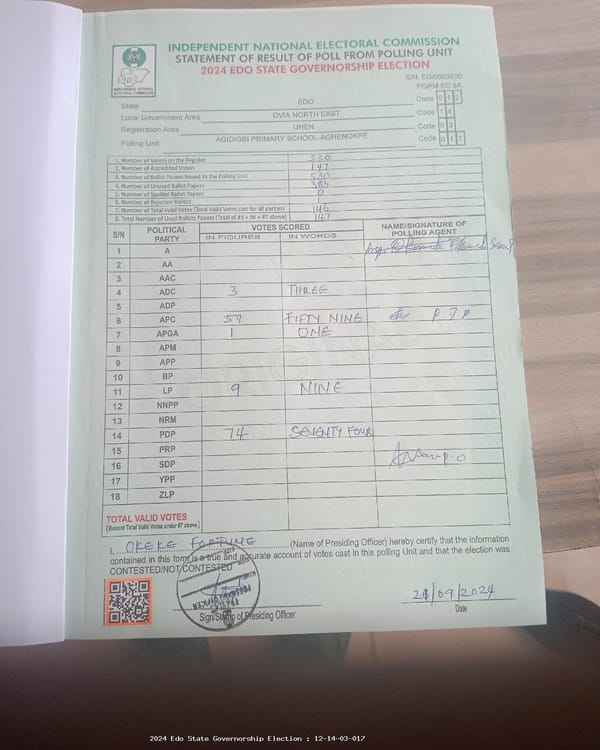 INDEPENDENT NATIONAL ELECTORAL COMMISSION
STATEMENT OF RESULT OF POLL FROM POLLING UNIT
2024 EDO STATE GOVERNORSHIP ELECTION
INDEPENDENT NATIONAL ELECTORAL COMMISSION
S/N: EG/0003600
FORM EC 8A
State EDO Code 0 1 2
Local Government Area OVIA NORTH EAST Code 1 4
Registration Area UHEN Code 0 3
Polling Unit AGIDIGBI PRIMARY SCHOOL-AGHENOKPE Code 0 1 7
1. Number of Voters on the Register 530
2. Number of Accredited Voters 147
3. Number of Ballot Papers Issued to the Polling Unit 530
4. Number of Unused Ballot Papers 383
5. Number of Spoiled Ballot Papers 0
6. Number of Rejected Ballots 1
7. Number of Total Valid Votes (Total Valid Votes cast for all parties) 146
8. Total Number of Used Ballots Papers (Total of #5 + #6 + #7 above) 147
S/N POLITICAL PARTY VOTES SCORED NAME/SIGNATURE OF POLLING AGENT
IN FIGURES IN WORDS
1 A
2 AA
3 AAC
4 ADC 3 THREE
5 ADP
6 APC 59 FIFTY NINE
7 APGA 1 ONE
8 APM
9 APP
10 BP
11 LP 9 NINE
12 NNPP
13 NRM
14 PDP 74 SEVENTY FOUR
15 PRP
16 SDP
17 YPP
18 ZLP
TOTAL VALID VOTES
(Record Total Valid Votes under #7 above)
I, OKEKE FORTUNE (Name of Presiding Officer) hereby certify that the information
contained in this form is a true and accurate account of votes cast in this polling Unit and that the election was
CONTESTED/NOT CONTESTED
Sign/Stamp of Presiding Officer
21/09/2024
Date
2024 Edo State Governorship Election : 12-14-03-017